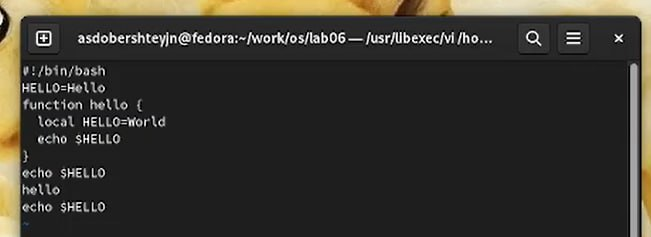 asdobershteyjn@fedora:~/work/os/lab06 — /usr/libexec/vi /ho...
#!/bin/bash
HELLO=Hello
function hello {
  local HELLO=World
  echo $HELLO
}
echo $HELLO
hello
echo $HELLO
~